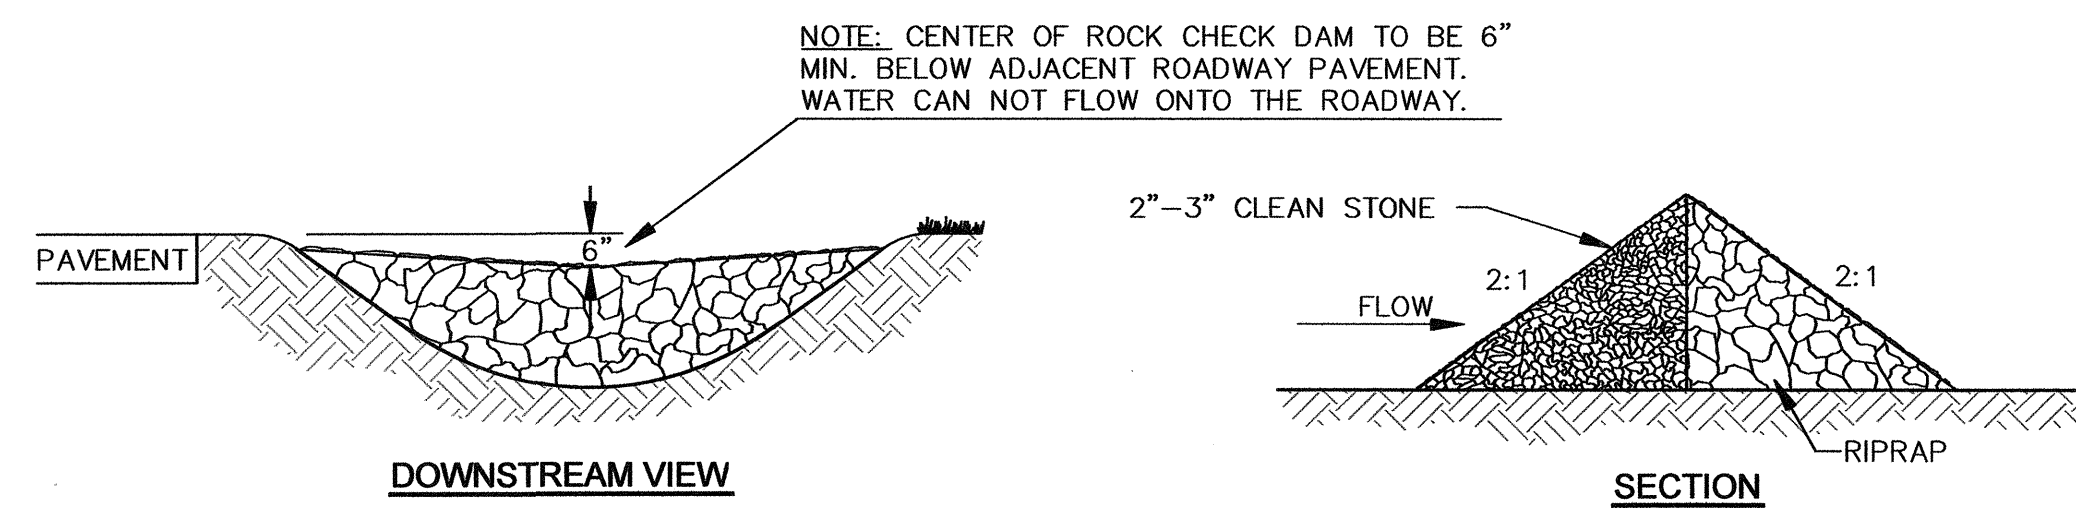 NOTE: CENTER OF ROCK CHECK DAM TO BE 6”
MIN. BELOW ADJACENT ROADWAY PAVEMENT.
WATER CAN NOT FLOW ONTO THE ROADWAY.
PAVEMENT
6”
DOWNSTREAM VIEW
2”–3” CLEAN STONE
2:1
2:1
FLOW
RIPRAP
SECTION